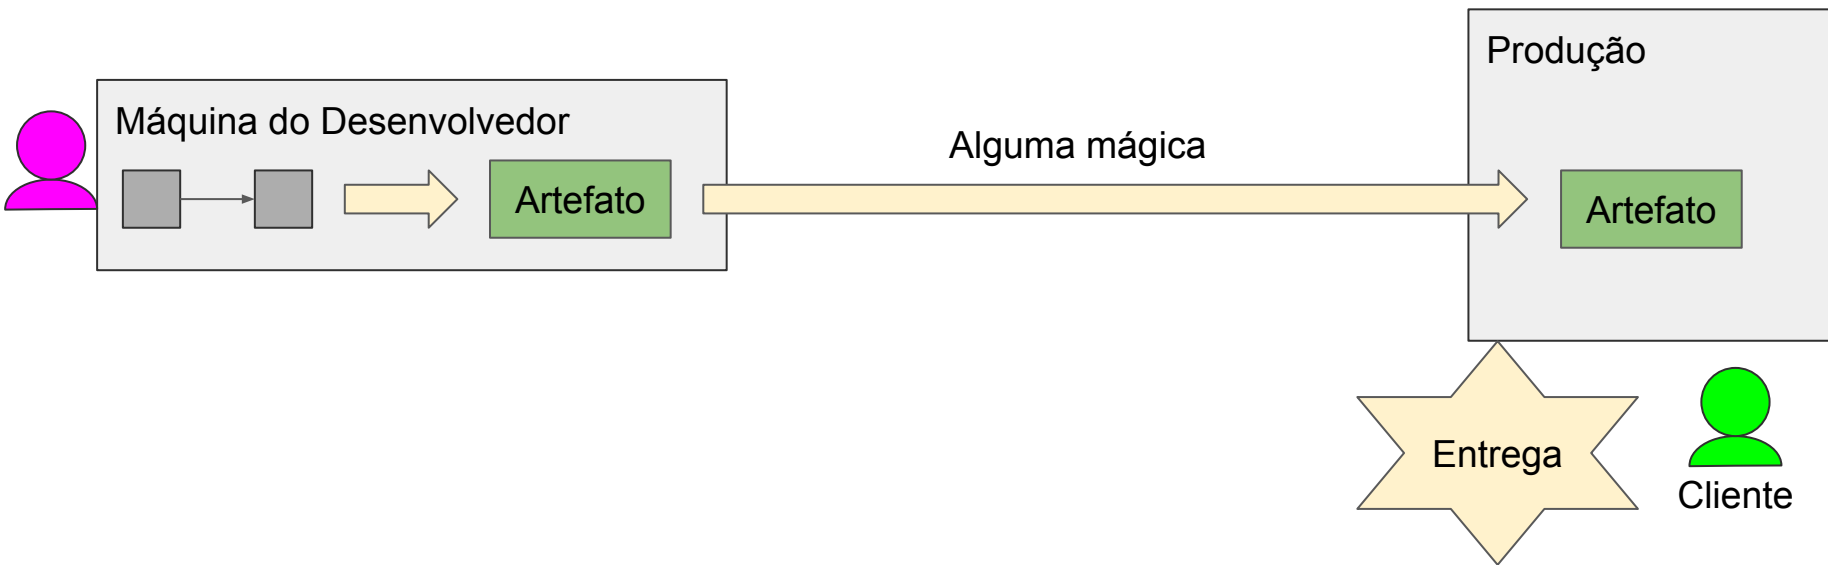 Produção
Máquina do Desenvolvedor
Alguma mágica
Artefato
Artefato
Entrega
Cliente